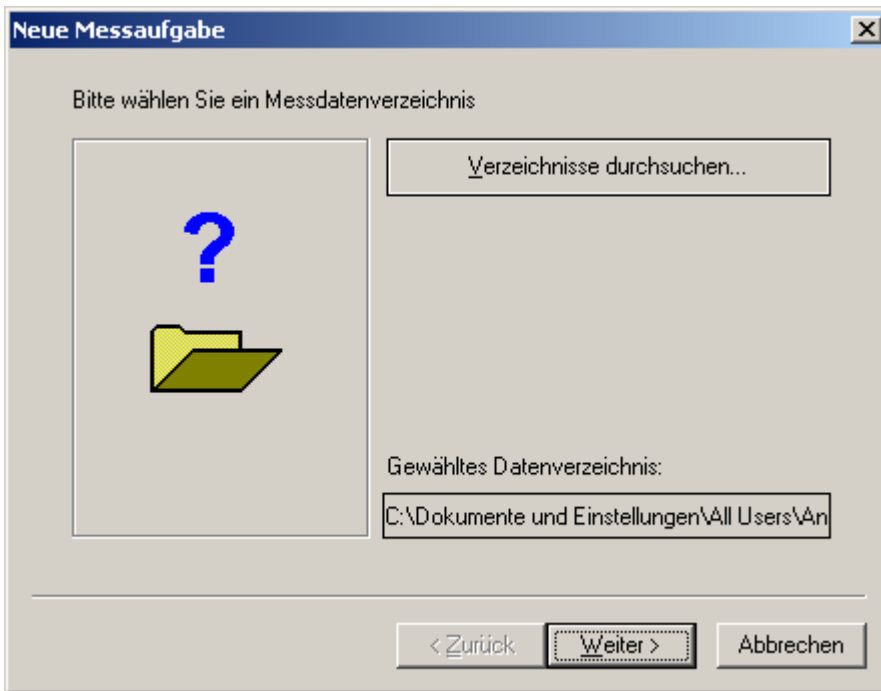 Neue Messaufgabe
Bitte wählen Sie ein Messdatenverzeichnis
?
Verzeichnisse durchsuchen...
Gewähltes Datenverzeichnis:
C:\Dokumente und Einstellungen\All Users\An
< Zurück Weiter > Abbrechen